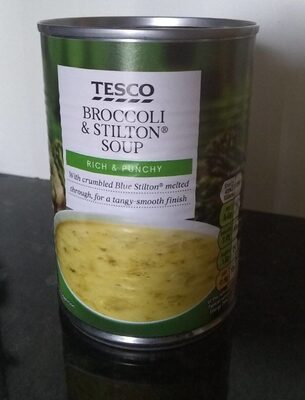 TESCO
BROCCOLI
& STILTON®
SOUP
RICH & PUNCHY
With crumbled Blue Stilton® melted
through, for a tangy-smooth finish